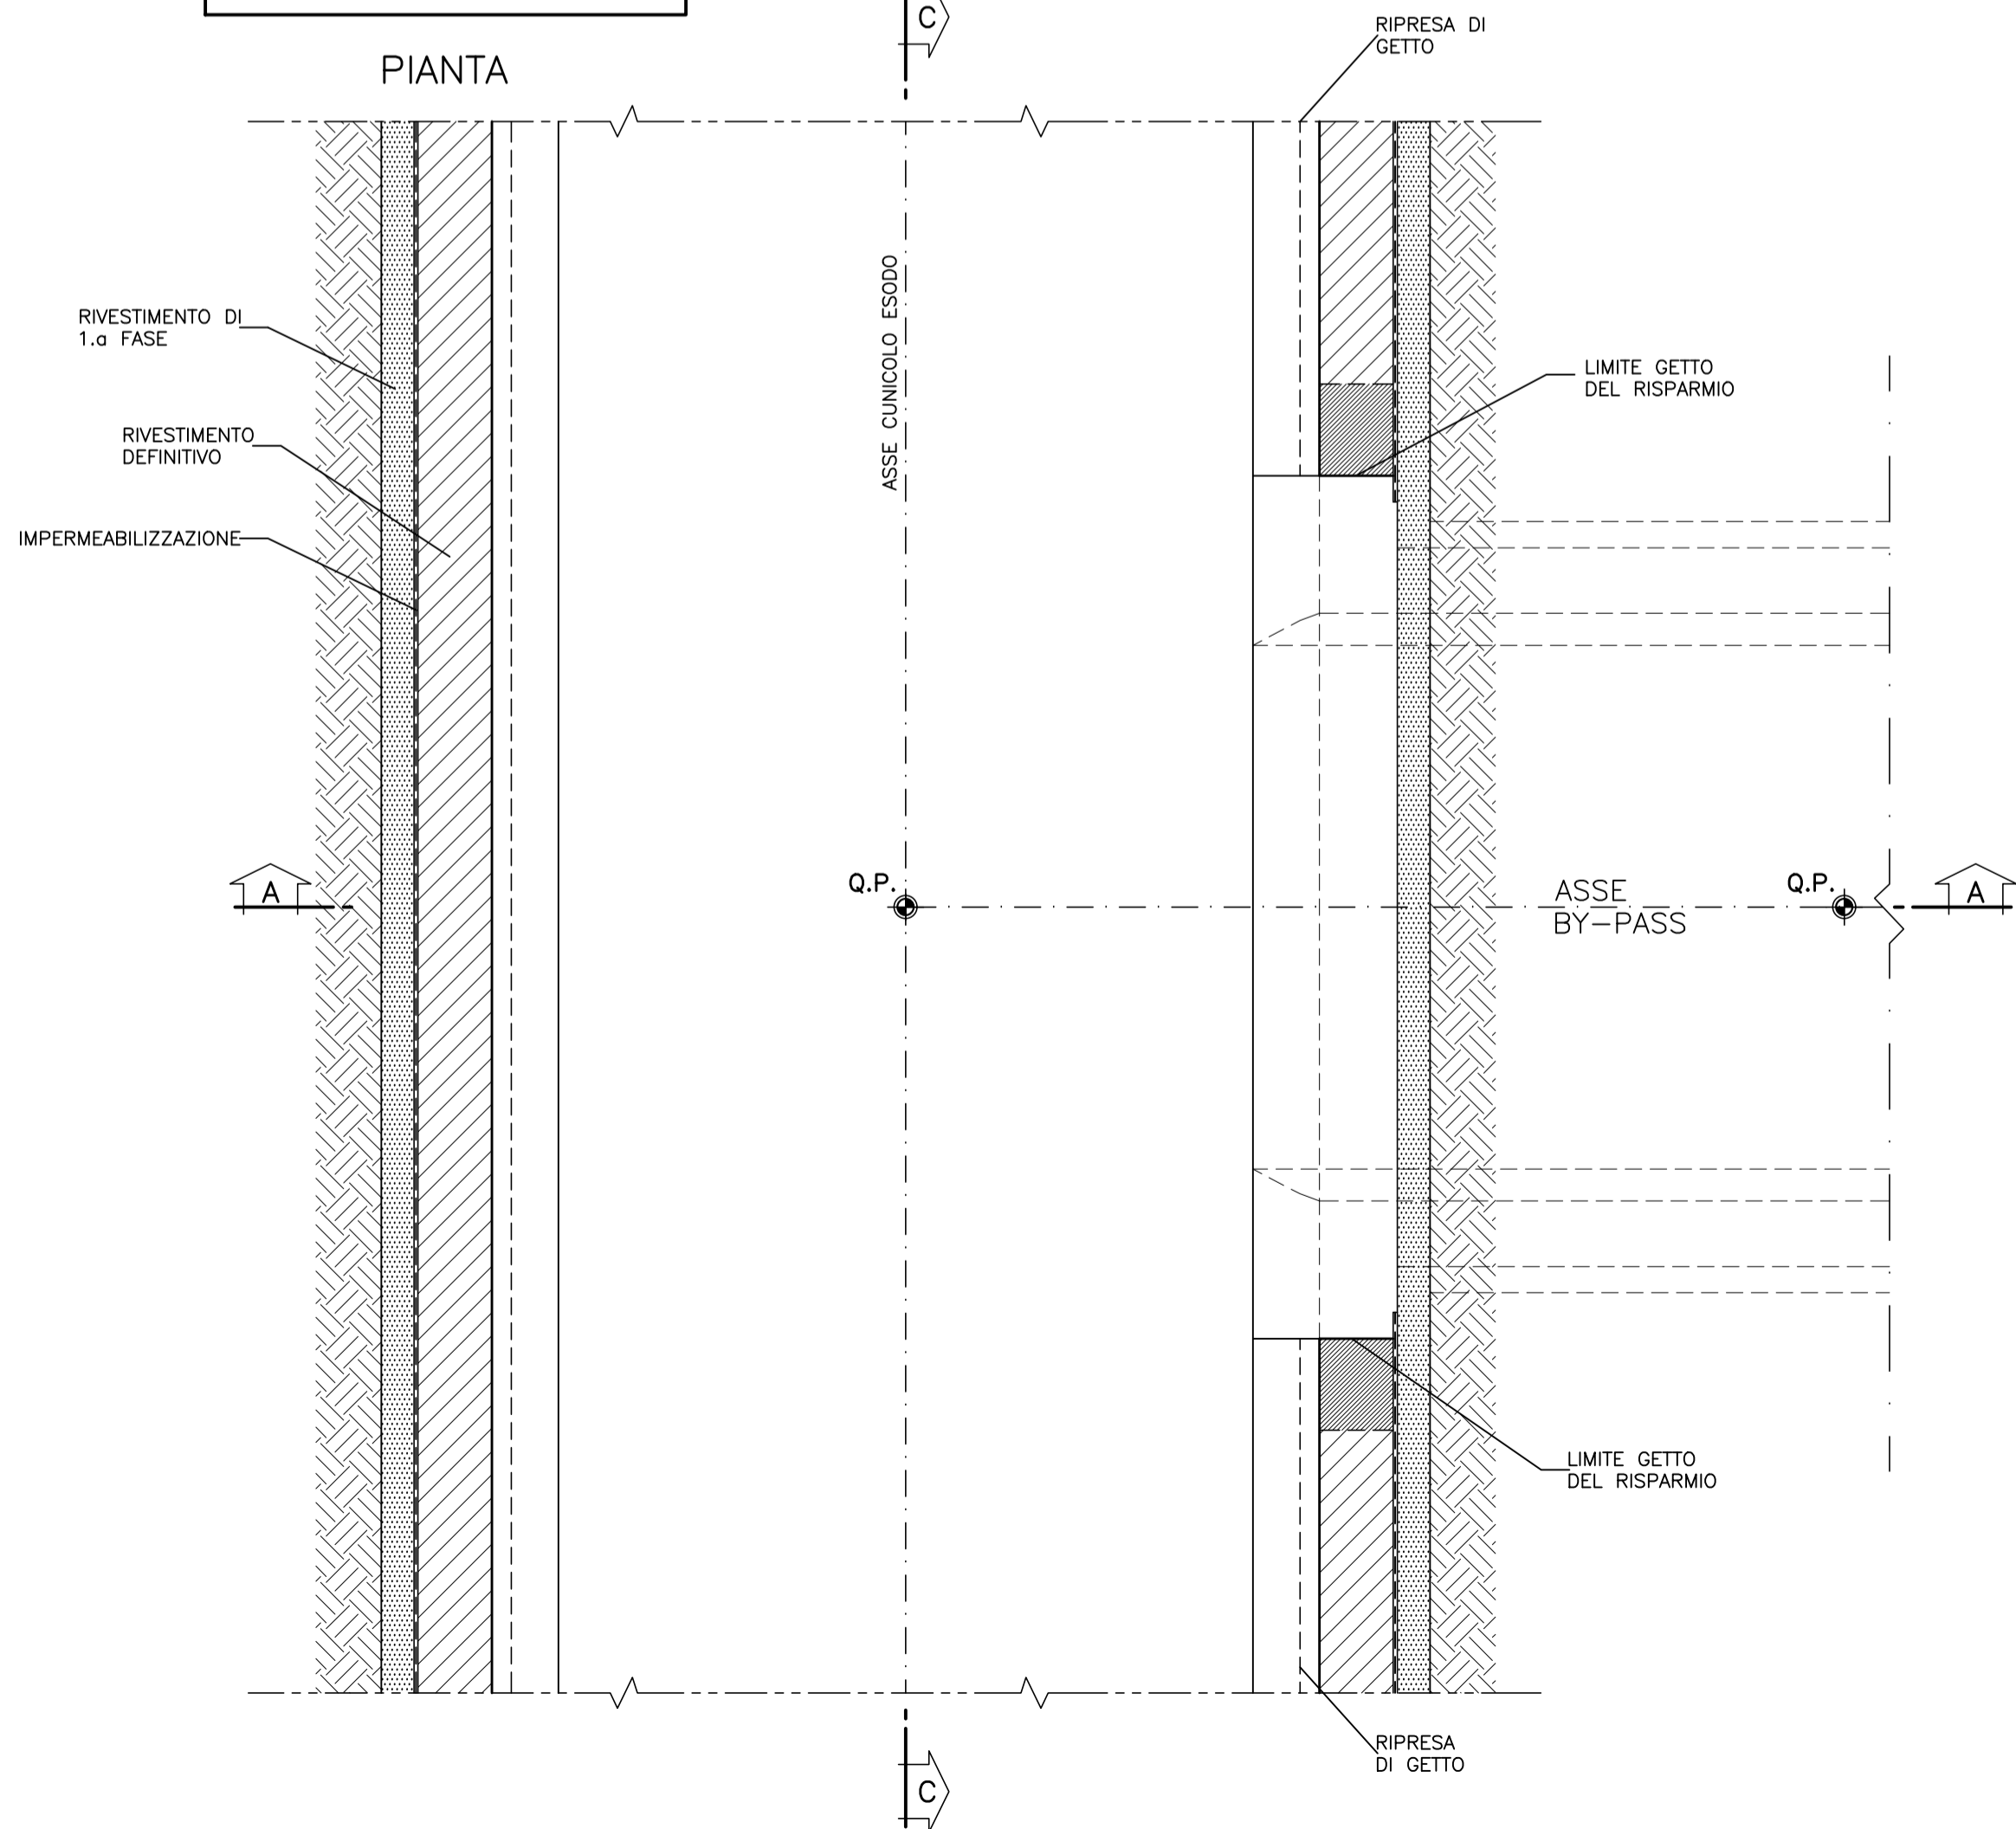 C
RIPRESA DI
GETTO
PIANTA
ASSE CUNICOLO ESODO
RIVESTIMENTO DI
1.a FASE
LIMITE GETTO
DEL RISPARMIO
RIVESTIMENTO
DEFINITIVO
IMPERMEABILIZZAZIONE
A
Q.P.
ASSE
BY-PASS
Q.P.
A
LIMITE GETTO
DEL RISPARMIO
RIPRESA
DI GETTO
C